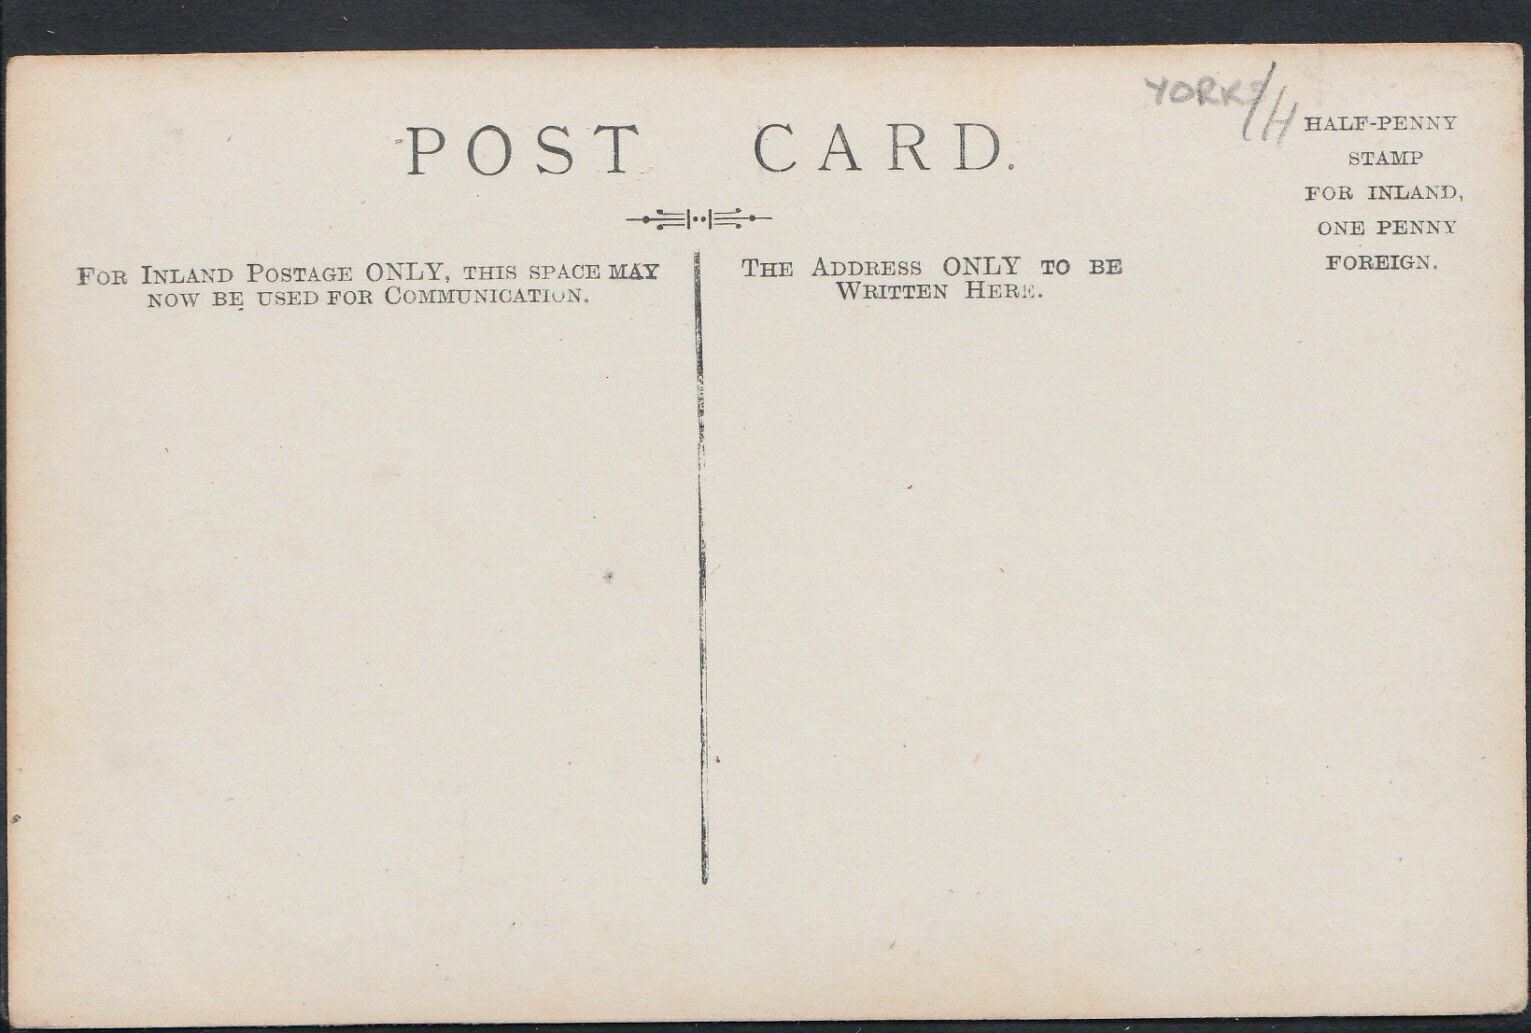 YORKS/H
POST CARD.
HALF-PENNY
STAMP
FOR INLAND,
ONE PENNY
FOREIGN.
FOR INLAND POSTAGE ONLY, THIS SPACE MAY
NOW BE USED FOR COMMUNICATION.
THE ADDRESS ONLY TO BE
WRITTEN HERE.